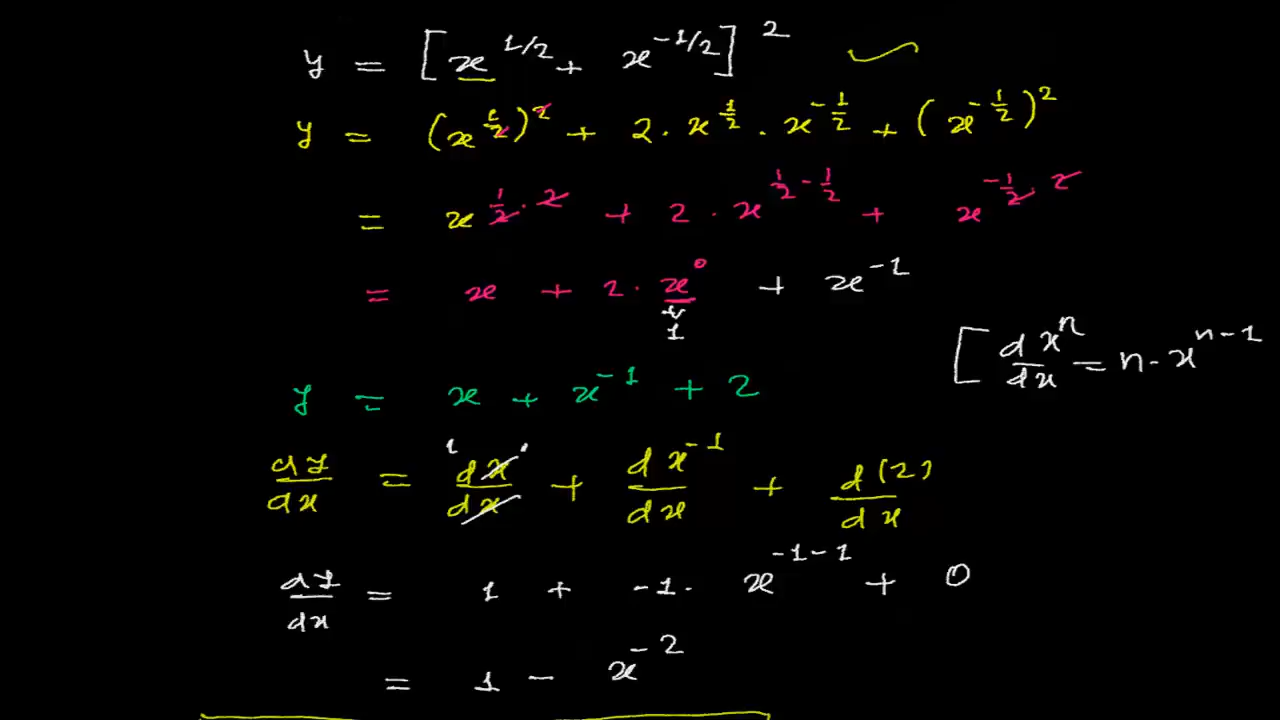 y = [x^{1/2} + x^{-1/2}]^2
y = (x^{1/2})^2 + 2 · x^{1/2} · x^{-1/2} + (x^{-1/2})^2
= x^{1/2 · 2} + 2 · x^{1/2 - 1/2} + x^{-1/2 · 2}
= x + 2 · x^0 + x^{-1}
1
[ dx^n/dx = n · x^{n-1}
y = x + x^{-1} + 2
dy/dx = dx/dx + dx^{-1}/dx + d(2)/dx
dy/dx = 1 + -1 · x^{-1-1} + 0
= 1 - x^{-2}